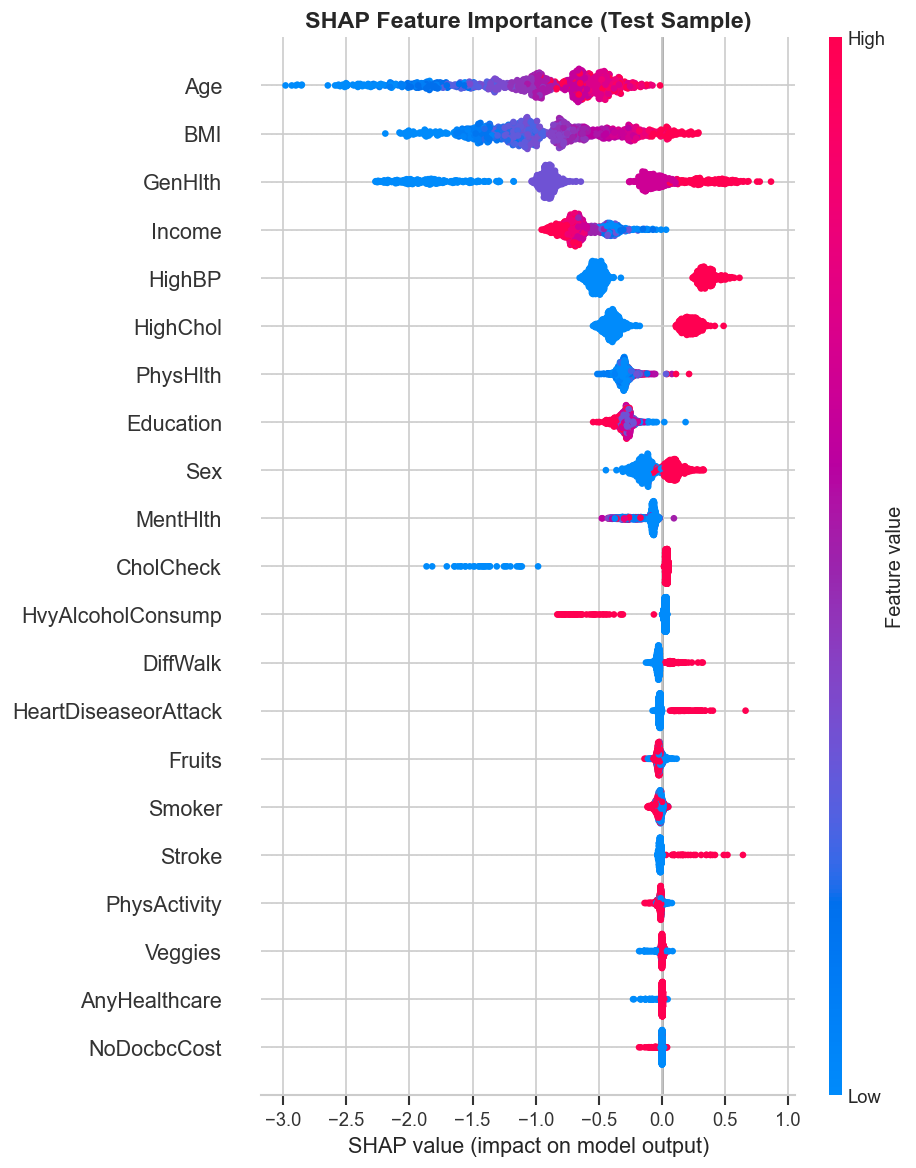 SHAP Feature Importance (Test Sample)
High
Age
BMI
GenHlth
Income
HighBP
HighChol
PhysHlth
Education
Sex
MentHlth
CholCheck
HvyAlcoholConsump
DiffWalk
HeartDiseaseorAttack
Fruits
Smoker
Stroke
PhysActivity
Veggies
AnyHealthcare
NoDocbcCost
Feature value
Low
−3.0 −2.5 −2.0 −1.5 −1.0 −0.5 0.0 0.5 1.0
SHAP value (impact on model output)